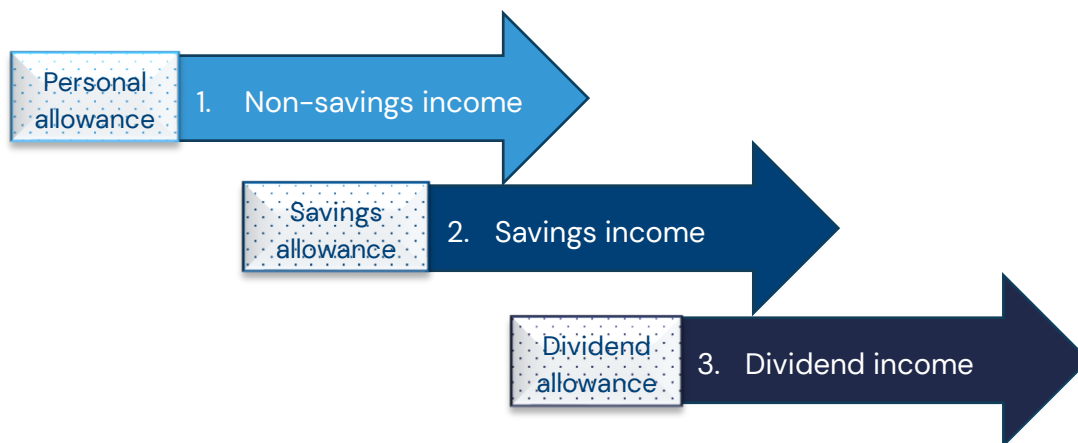 Personal
allowance
1. Non-savings income
Savings
allowance
2. Savings income
Dividend
allowance
3. Dividend income